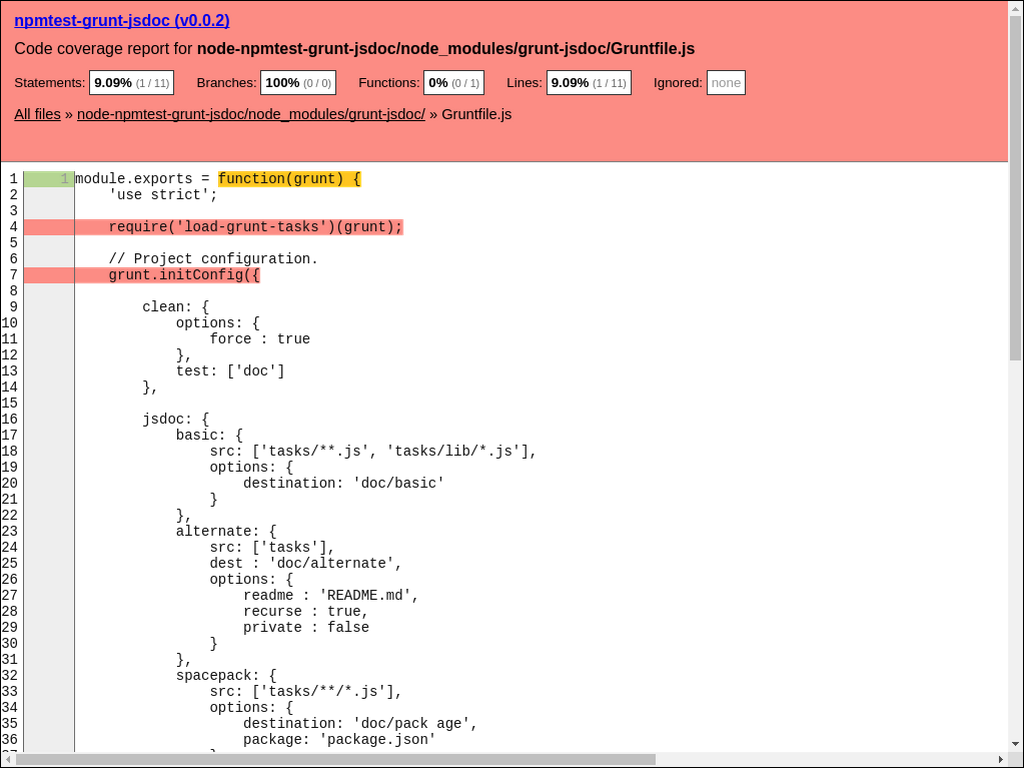 npmtest-grunt-jsdoc (v0.0.2)
Code coverage report for node-npmtest-grunt-jsdoc/node_modules/grunt-jsdoc/Gruntfile.js
Statements: 9.09% (1 / 11) Branches: 100% (0 / 0) Functions: 0% (0 / 1) Lines: 9.09% (1 / 11) Ignored: none
All files » node-npmtest-grunt-jsdoc/node_modules/grunt-jsdoc/ » Gruntfile.js
1 1 module.exports = function(grunt) {
2     'use strict';
3
4     require('load-grunt-tasks')(grunt);
5
6     // Project configuration.
7     grunt.initConfig({
8
9         clean: {
10             options: {
11                 force : true
12             },
13             test: ['doc']
14         },
15
16         jsdoc: {
17             basic: {
18                 src: ['tasks/**.js', 'tasks/lib/*.js'],
19                 options: {
20                     destination: 'doc/basic'
21                 }
22             },
23             alternate: {
24                 src: ['tasks'],
25                 dest : 'doc/alternate',
26                 options: {
27                     readme : 'README.md',
28                     recurse : true,
29                     private : false
30                 }
31             },
32             spacepack: {
33                 src: ['tasks/**/*.js'],
34                 options: {
35                     destination: 'doc/pack age',
36                     package: 'package.json'